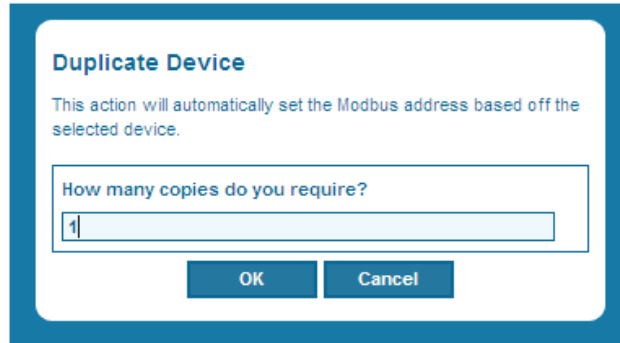 Duplicate Device
This action will automatically set the Modbus address based off the
selected device.
How many copies do you require?
1
OK
Cancel